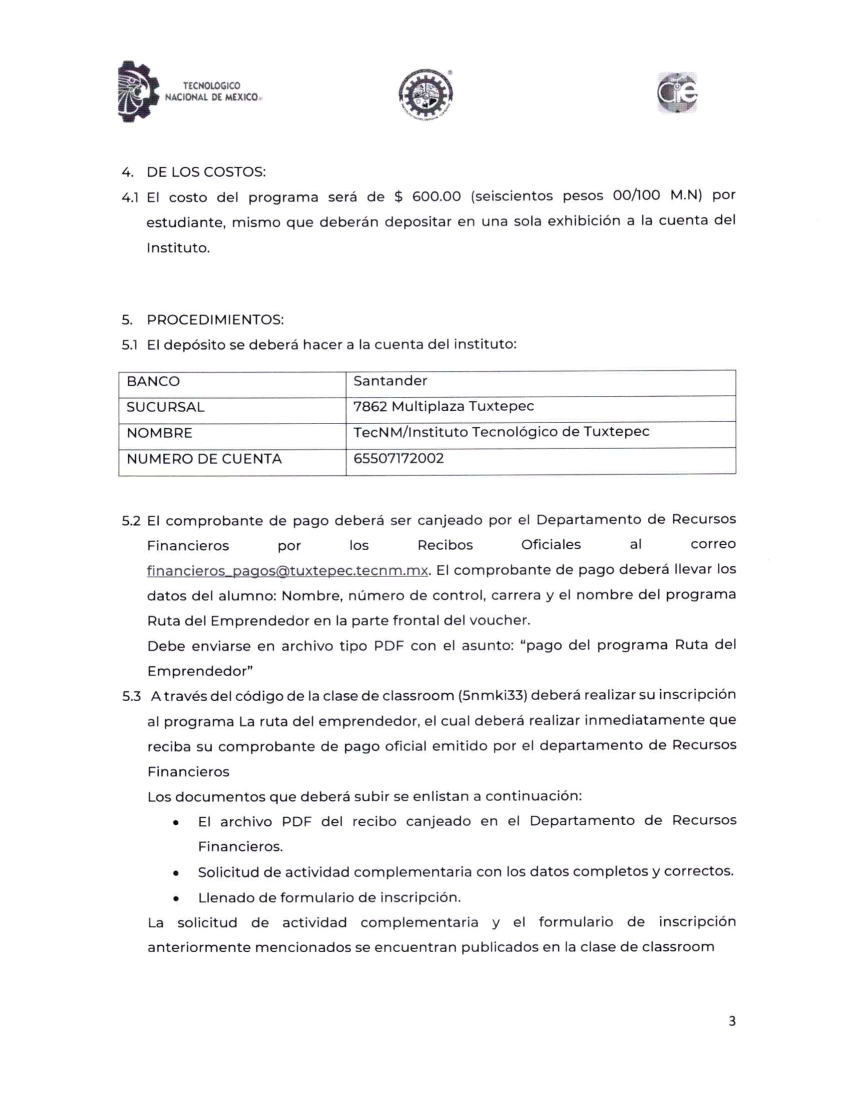 TECNOLOGICO
NACIONAL DE MEXICO
CIIE
4. DE LOS COSTOS:
4.1 El costo del programa será de $ 600.00 (seiscientos pesos 00/100 M.N) por
estudiante, mismo que deberán depositar en una sola exhibición a la cuenta del
Instituto.
5. PROCEDIMIENTOS:
5.1 El depósito se deberá hacer a la cuenta del instituto:
BANCO Santander
SUCURSAL 7862 Multiplaza Tuxtepec
NOMBRE TecNM/Instituto Tecnológico de Tuxtepec
NUMERO DE CUENTA 65507172002
5.2 El comprobante de pago deberá ser canjeado por el Departamento de Recursos
Financieros por los Recibos Oficiales al correo
financieros_pagos@tuxtepec.tecnm.mx. El comprobante de pago deberá llevar los
datos del alumno: Nombre, número de control, carrera y el nombre del programa
Ruta del Emprendedor en la parte frontal del voucher.
Debe enviarse en archivo tipo PDF con el asunto: “pago del programa Ruta del
Emprendedor”
5.3 A través del código de la clase de classroom (5nmki33) deberá realizar su inscripción
al programa La ruta del emprendedor, el cual deberá realizar inmediatamente que
reciba su comprobante de pago oficial emitido por el departamento de Recursos
Financieros
Los documentos que deberá subir se enlistan a continuación:
• El archivo PDF del recibo canjeado en el Departamento de Recursos
Financieros.
• Solicitud de actividad complementaria con los datos completos y correctos.
• Llenado de formulario de inscripción.
La solicitud de actividad complementaria y el formulario de inscripción
anteriormente mencionados se encuentran publicados en la clase de classroom
3